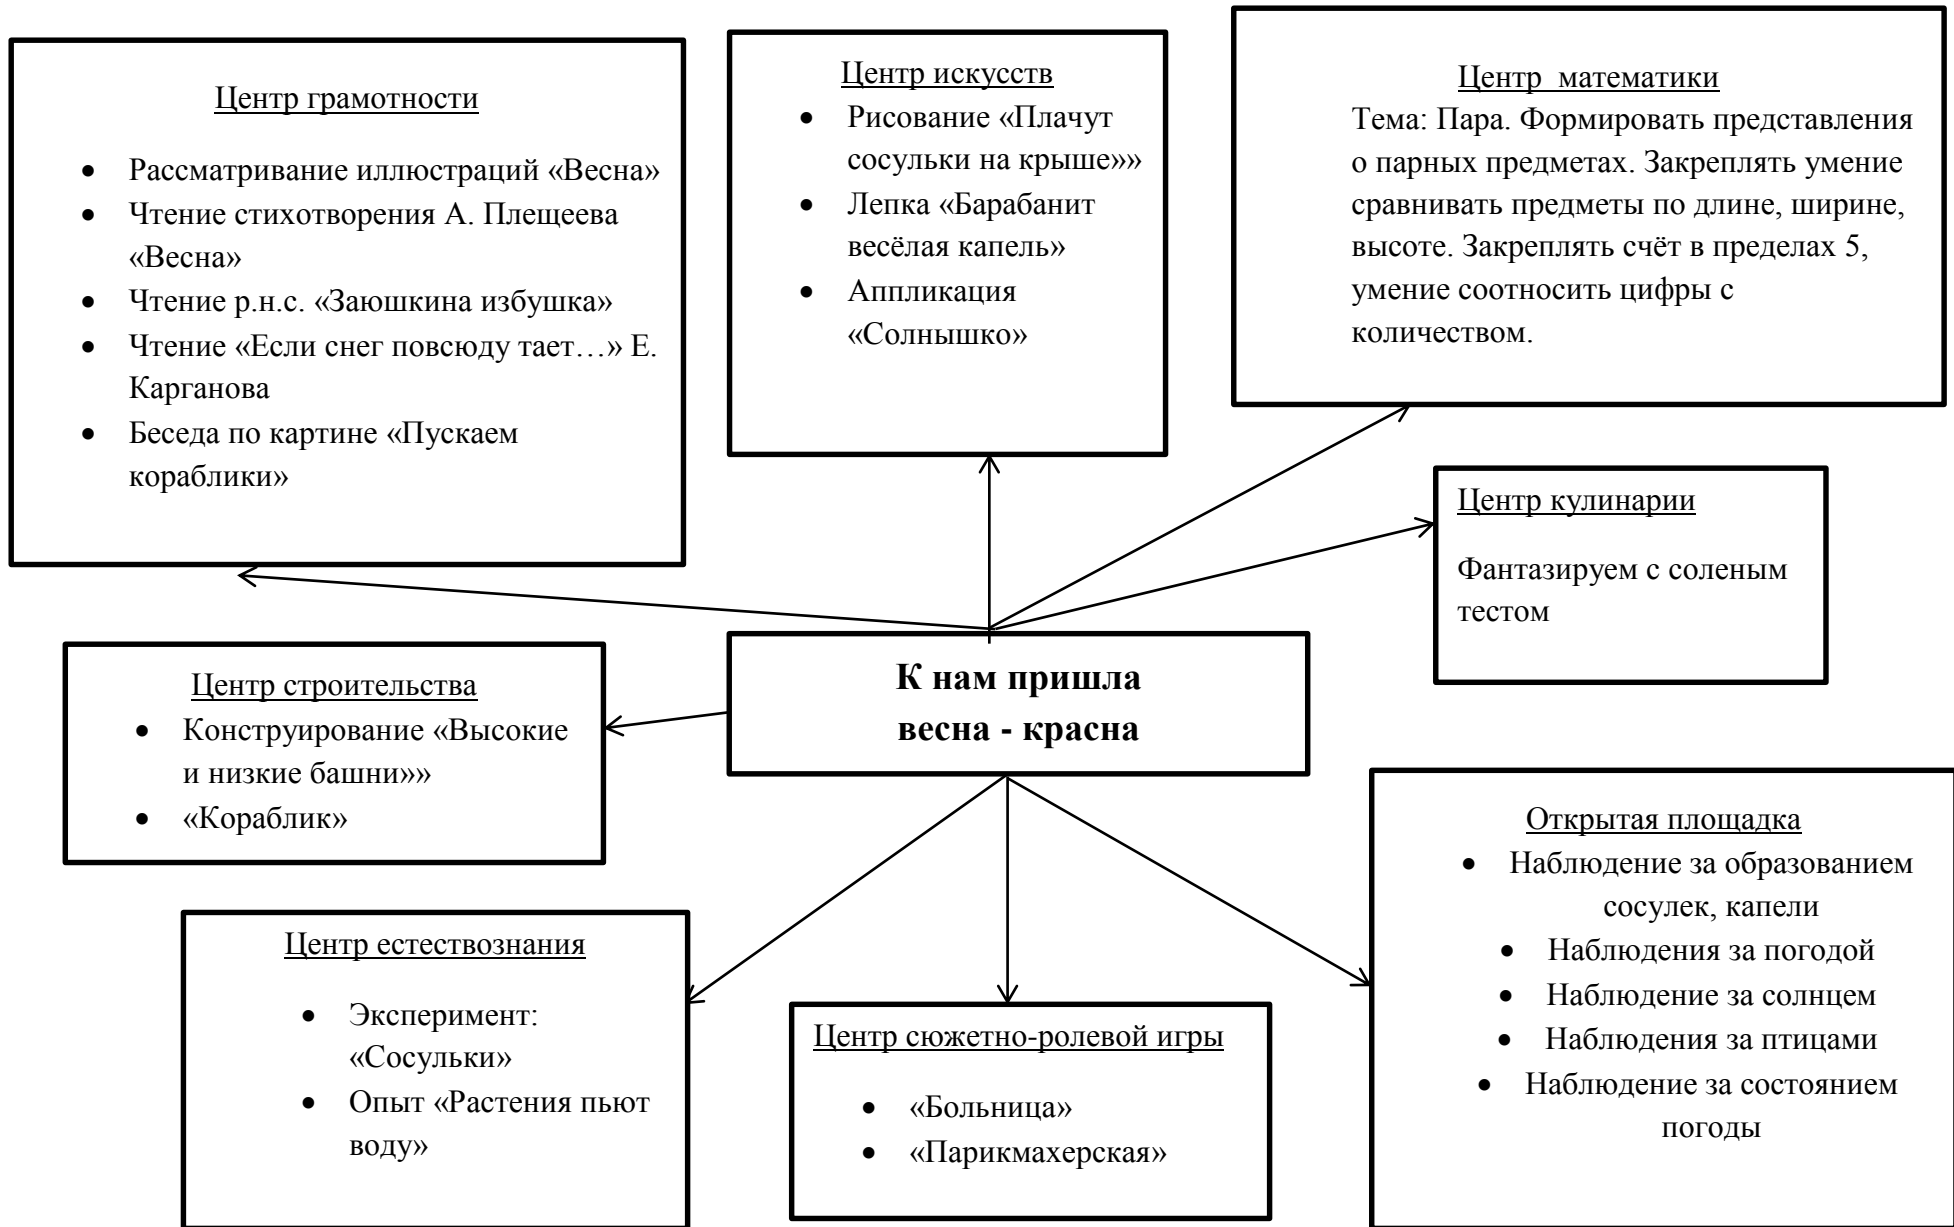 Центр грамотности
• Рассматривание иллюстраций «Весна»
• Чтение стихотворения А. Плещеева
«Весна»
• Чтение р.н.с. «Заюшкина избушка»
• Чтение «Если снег повсюду тает…» Е.
Карганова
• Беседа по картине «Пускаем
кораблики»
Центр искусств
• Рисование «Плачут
сосульки на крыше»»
• Лепка «Барабанит
весёлая капель»
• Аппликация
«Солнышко»
Центр математики
Тема: Пара. Формировать представления
о парных предметах. Закреплять умение
сравнивать предметы по длине, ширине,
высоте. Закреплять счёт в пределах 5,
умение соотносить цифры с
количеством.
Центр кулинарии
Фантазируем с соленым
тестом
К нам пришла
весна - красна
Центр строительства
• Конструирование «Высокие
и низкие башни»»
• «Кораблик»
Центр естествознания
• Эксперимент:
«Сосульки»
• Опыт «Растения пьют
воду»
Центр сюжетно-ролевой игры
• «Больница»
• «Парикмахерская»
Открытая площадка
• Наблюдение за образованием
сосулек, капели
• Наблюдения за погодой
• Наблюдение за солнцем
• Наблюдения за птицами
• Наблюдение за состоянием
погоды